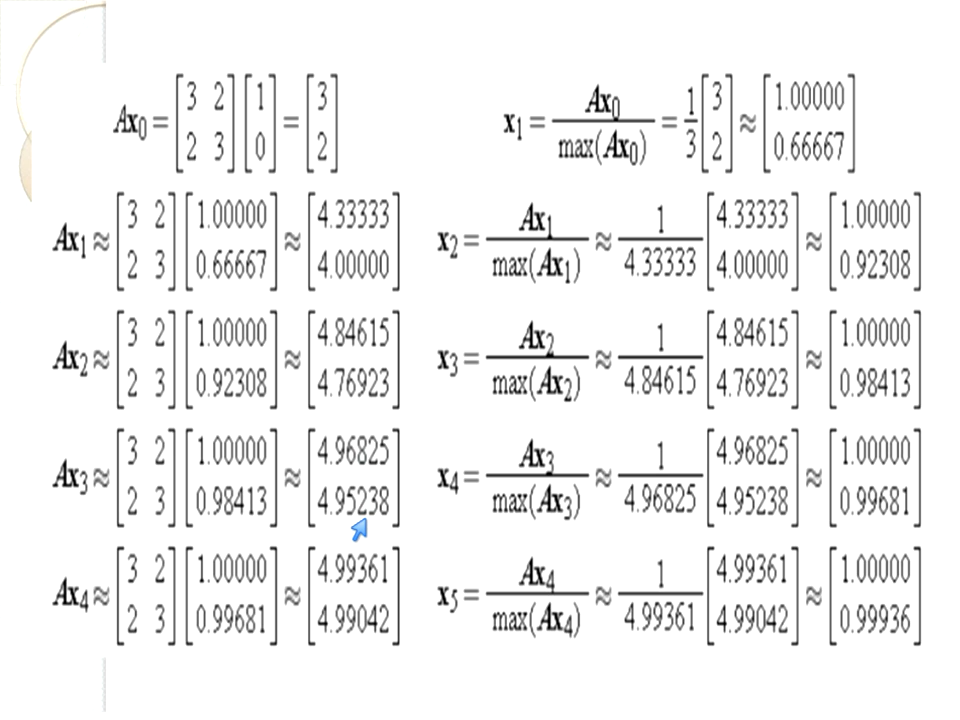 Ax₀ = [3 2; 2 3] [1; 0] = [3; 2]    x₁ = Ax₀ / max(Ax₀) = 1/3 [3; 2] ≈ [1.00000; 0.66667]
Ax₁ ≈ [3 2; 2 3] [1.00000; 0.66667] ≈ [4.33333; 4.00000]    x₂ = Ax₁ / max(Ax₁) ≈ 1/4.33333 [4.33333; 4.00000] ≈ [1.00000; 0.92308]
Ax₂ ≈ [3 2; 2 3] [1.00000; 0.92308] ≈ [4.84615; 4.76923]    x₃ = Ax₂ / max(Ax₂) ≈ 1/4.84615 [4.84615; 4.76923] ≈ [1.00000; 0.98413]
Ax₃ ≈ [3 2; 2 3] [1.00000; 0.98413] ≈ [4.96825; 4.95238]    x₄ = Ax₃ / max(Ax₃) ≈ 1/4.96825 [4.96825; 4.95238] ≈ [1.00000; 0.99681]
Ax₄ ≈ [3 2; 2 3] [1.00000; 0.99681] ≈ [4.99361; 4.99042]    x₅ = Ax₄ / max(Ax₄) ≈ 1/4.99361 [4.99361; 4.99042] ≈ [1.00000; 0.99936]